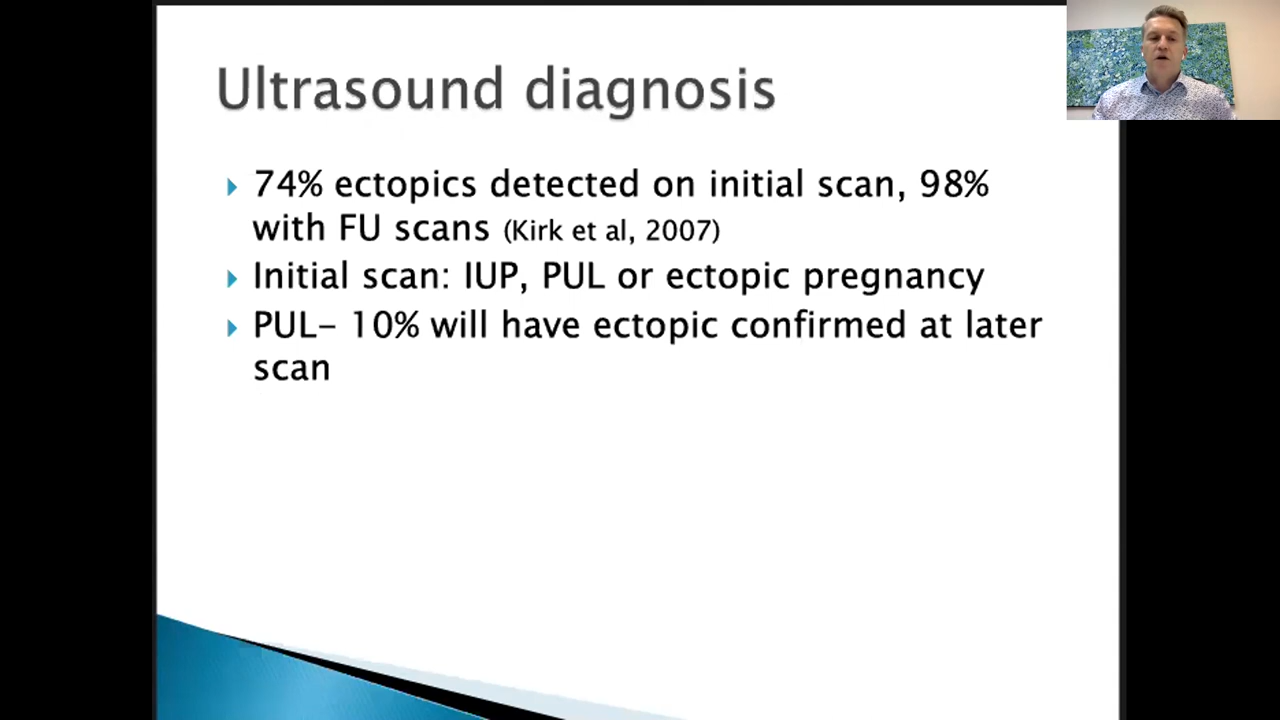 Ultrasound diagnosis
74% ectopics detected on initial scan, 98%
with FU scans (Kirk et al, 2007)
Initial scan: IUP, PUL or ectopic pregnancy
PUL- 10% will have ectopic confirmed at later
scan